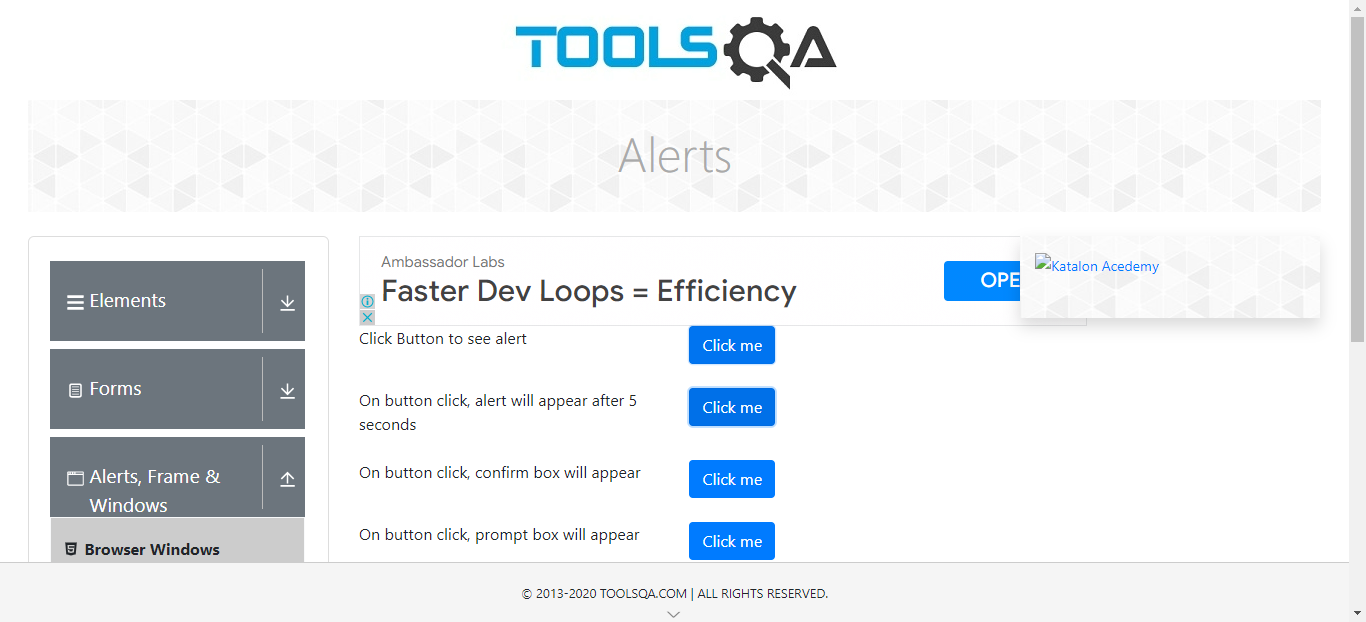 TOOLSQA
Alerts
Elements
Forms
Alerts, Frame &
Windows
Browser Windows
Ambassador Labs
Faster Dev Loops = Efficiency
OPE
Katalon Acedemy
Click Button to see alert
Click me
On button click, alert will appear after 5
seconds
Click me
On button click, confirm box will appear
Click me
On button click, prompt box will appear
Click me
© 2013-2020 TOOLSQA.COM | ALL RIGHTS RESERVED.